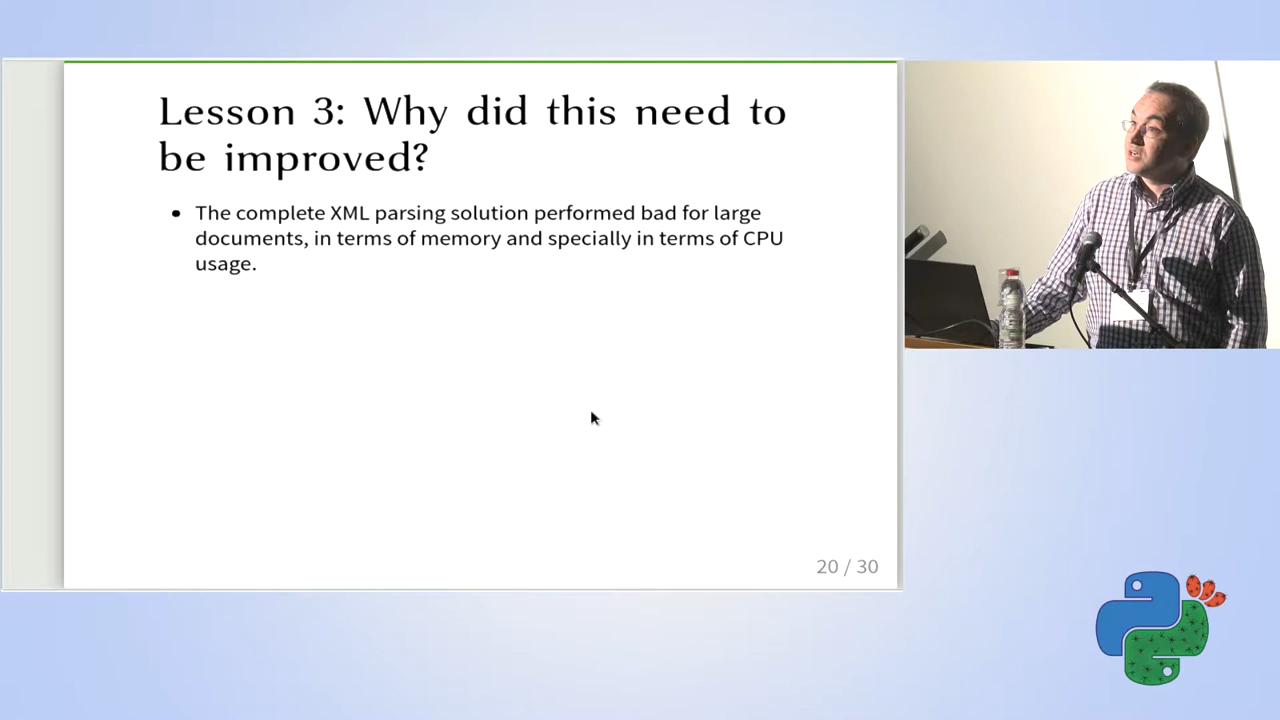 Lesson 3: Why did this need to
be improved?
• The complete XML parsing solution performed bad for large
documents, in terms of memory and specially in terms of CPU
usage.
20 / 30